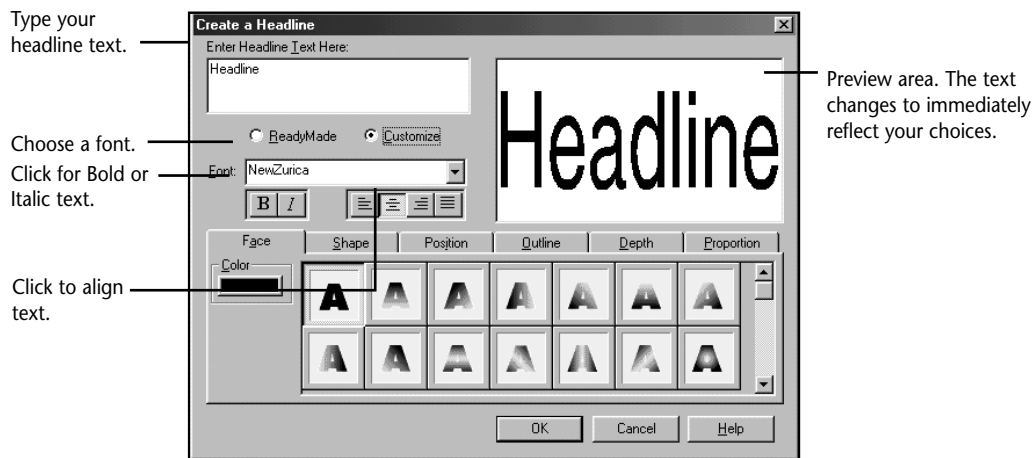 Type your
headline text.
Choose a font.
Click for Bold or
Italic text.
Click to align
text.
Create a Headline
Enter Headline Text Here:
Headline
ReadyMade
Customize
Font:
NewZurica
B I
Headline
Face Shape Position Outline Depth Proportion
Color
A A A A A A A
A A A A A A A
OK Cancel Help
Preview area. The text
changes to immediately
reflect your choices.